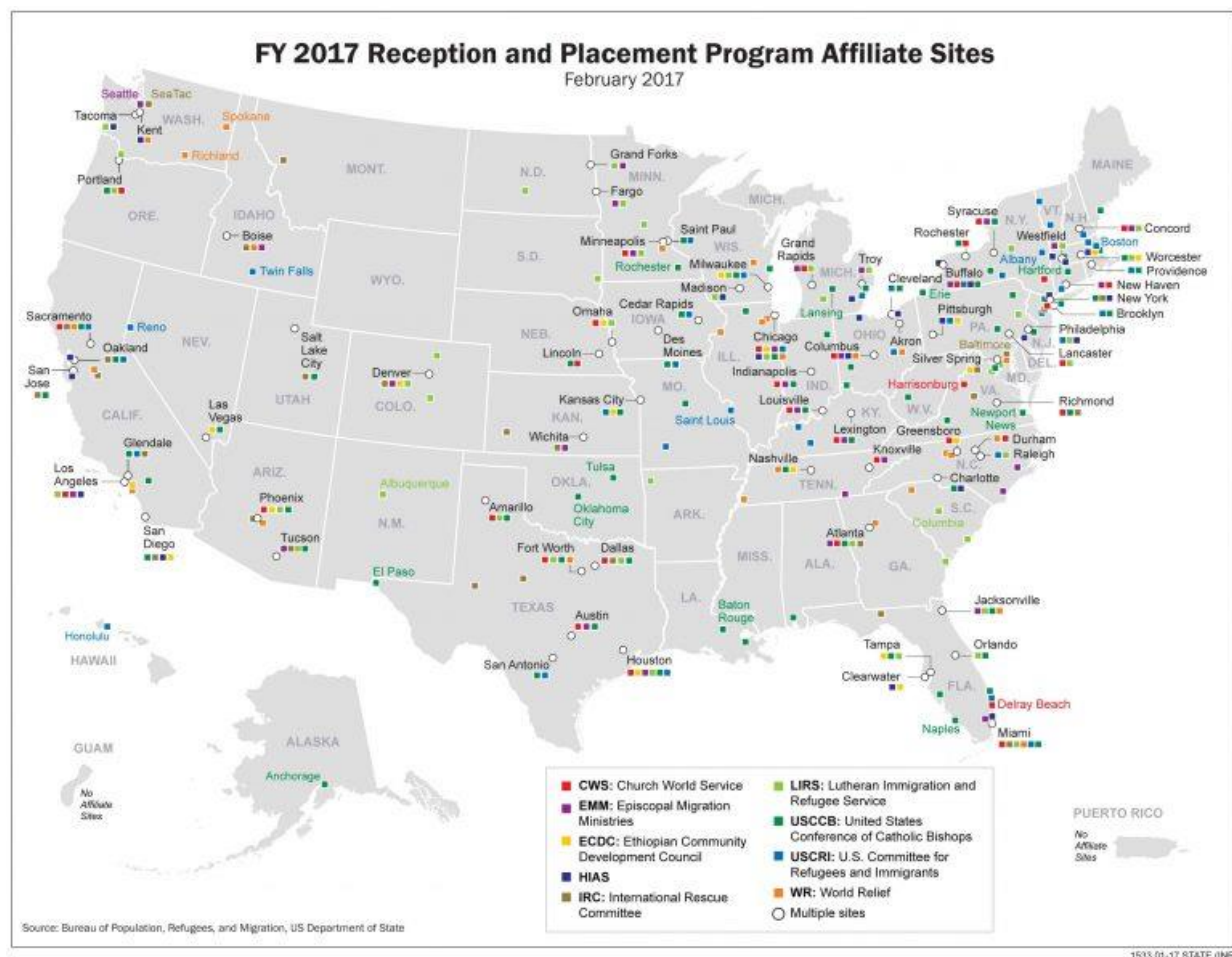 FY 2017 Reception and Placement Program Affiliate Sites
February 2017
Seattle
SeaTac
Tacoma
WASH.
Spokane
Kent
Richland
Portland
ORE.
IDAHO
Boise
Twin Falls
MONT.
N.D.
S.D.
WYO.
NEB.
Grand Forks
MINN.
Fargo
Minneapolis
Saint Paul
Rochester
WIS.
MICH.
Milwaukee
Madison
Grand
Rapids
MICH.
Troy
Lansing
Cedar Rapids
IOWA
Des
Moines
Omaha
Lincoln
Sacramento
Reno
Oakland
NEV.
San
Jose
CALIF.
Salt
Lake
City
UTAH
Las
Vegas
Denver
COLO.
Glendale
Los
Angeles
San
Diego
ARIZ.
Phoenix
Tucson
Albuquerque
N.M.
El Paso
Kansas City
KAN.
Wichita
MO.
Saint Louis
Tulsa
OKLA.
Oklahoma
City
Amarillo
Fort Worth
Dallas
TEXAS
Austin
San Antonio
Houston
ARK.
LA.
Baton
Rouge
MISS.
ALA.
GA.
Atlanta
Chicago
ILL.
IND.
Indianapolis
Louisville
KY.
Lexington
Nashville
TENN.
Knoxville
Columbus
OHIO
Cleveland
Akron
Erie
Pittsburgh
PA.
Syracuse
Rochester
Buffalo
N.Y.
VT.
N.H.
MAINE
Westfield
Albany
Hartford
Concord
Boston
Worcester
Providence
New Haven
New York
Brooklyn
Philadelphia
N.J.
Lancaster
DEL.
MD.
Baltimore
Silver Spring
Harrisonburg
VA.
W.V.
Richmond
Newport
News
Greensboro
Durham
Raleigh
N.C.
Charlotte
S.C.
Columbia
Jacksonville
Tampa
Orlando
Clearwater
FLA.
Delray Beach
Naples
Miami
Honolulu
HAWAII
GUAM
No
Affiliate
Sites
ALASKA
Anchorage
PUERTO RICO
No
Affiliate
Sites
CWS: Church World Service
EMM: Episcopal Migration
Ministries
ECDC: Ethiopian Community
Development Council
HIAS
IRC: International Rescue
Committee
LIRS: Lutheran Immigration and
Refugee Service
USCCB: United States
Conference of Catholic Bishops
USCRI: U.S. Committee for
Refugees and Immigrants
WR: World Relief
Multiple sites
Source: Bureau of Population, Refugees, and Migration, US Department of State
1533 01-17 STATE (INR